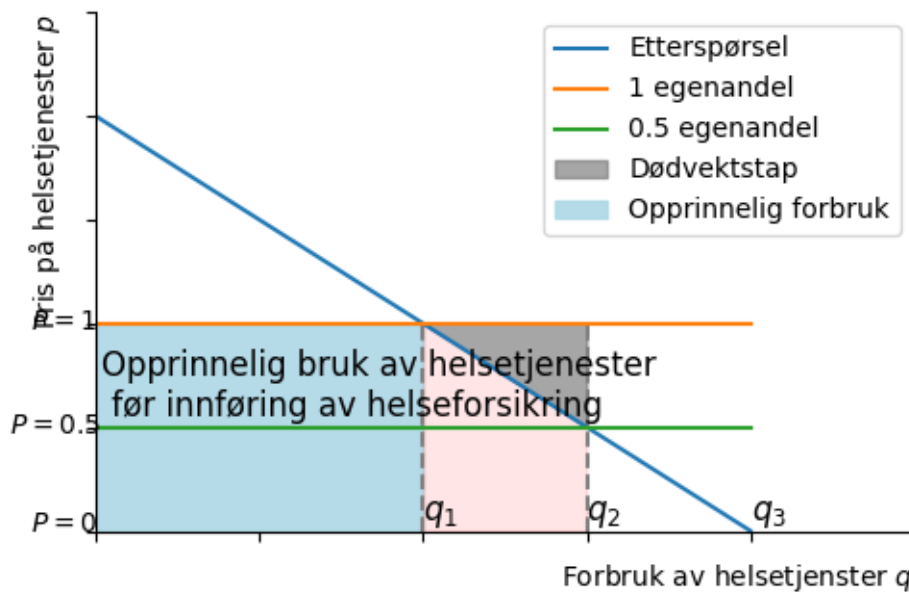 Pris på helsetjenester p
Etterspørsel
1 egenandel
0.5 egenandel
Dødvektstap
Opprinnelig forbruk
P = 1
Opprinnelig bruk av helsetjenester
før innføring av helseforsikring
P = 0.5
P = 0
q₁
q₂
q₃
Forbruk av helsetjenster q